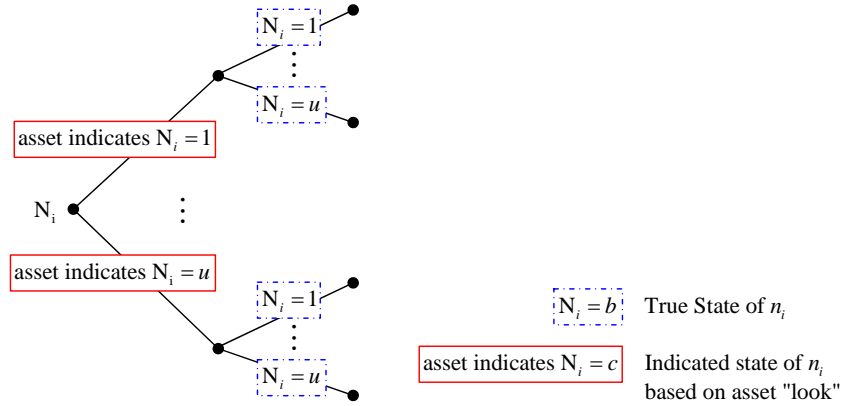 N_i = 1
⋮
N_i = u
asset indicates N_i = 1
N_i
⋮
asset indicates N_i = u
N_i = 1
⋮
N_i = u
N_i = b True State of n_i
asset indicates N_i = c Indicated state of n_i
based on asset "look"